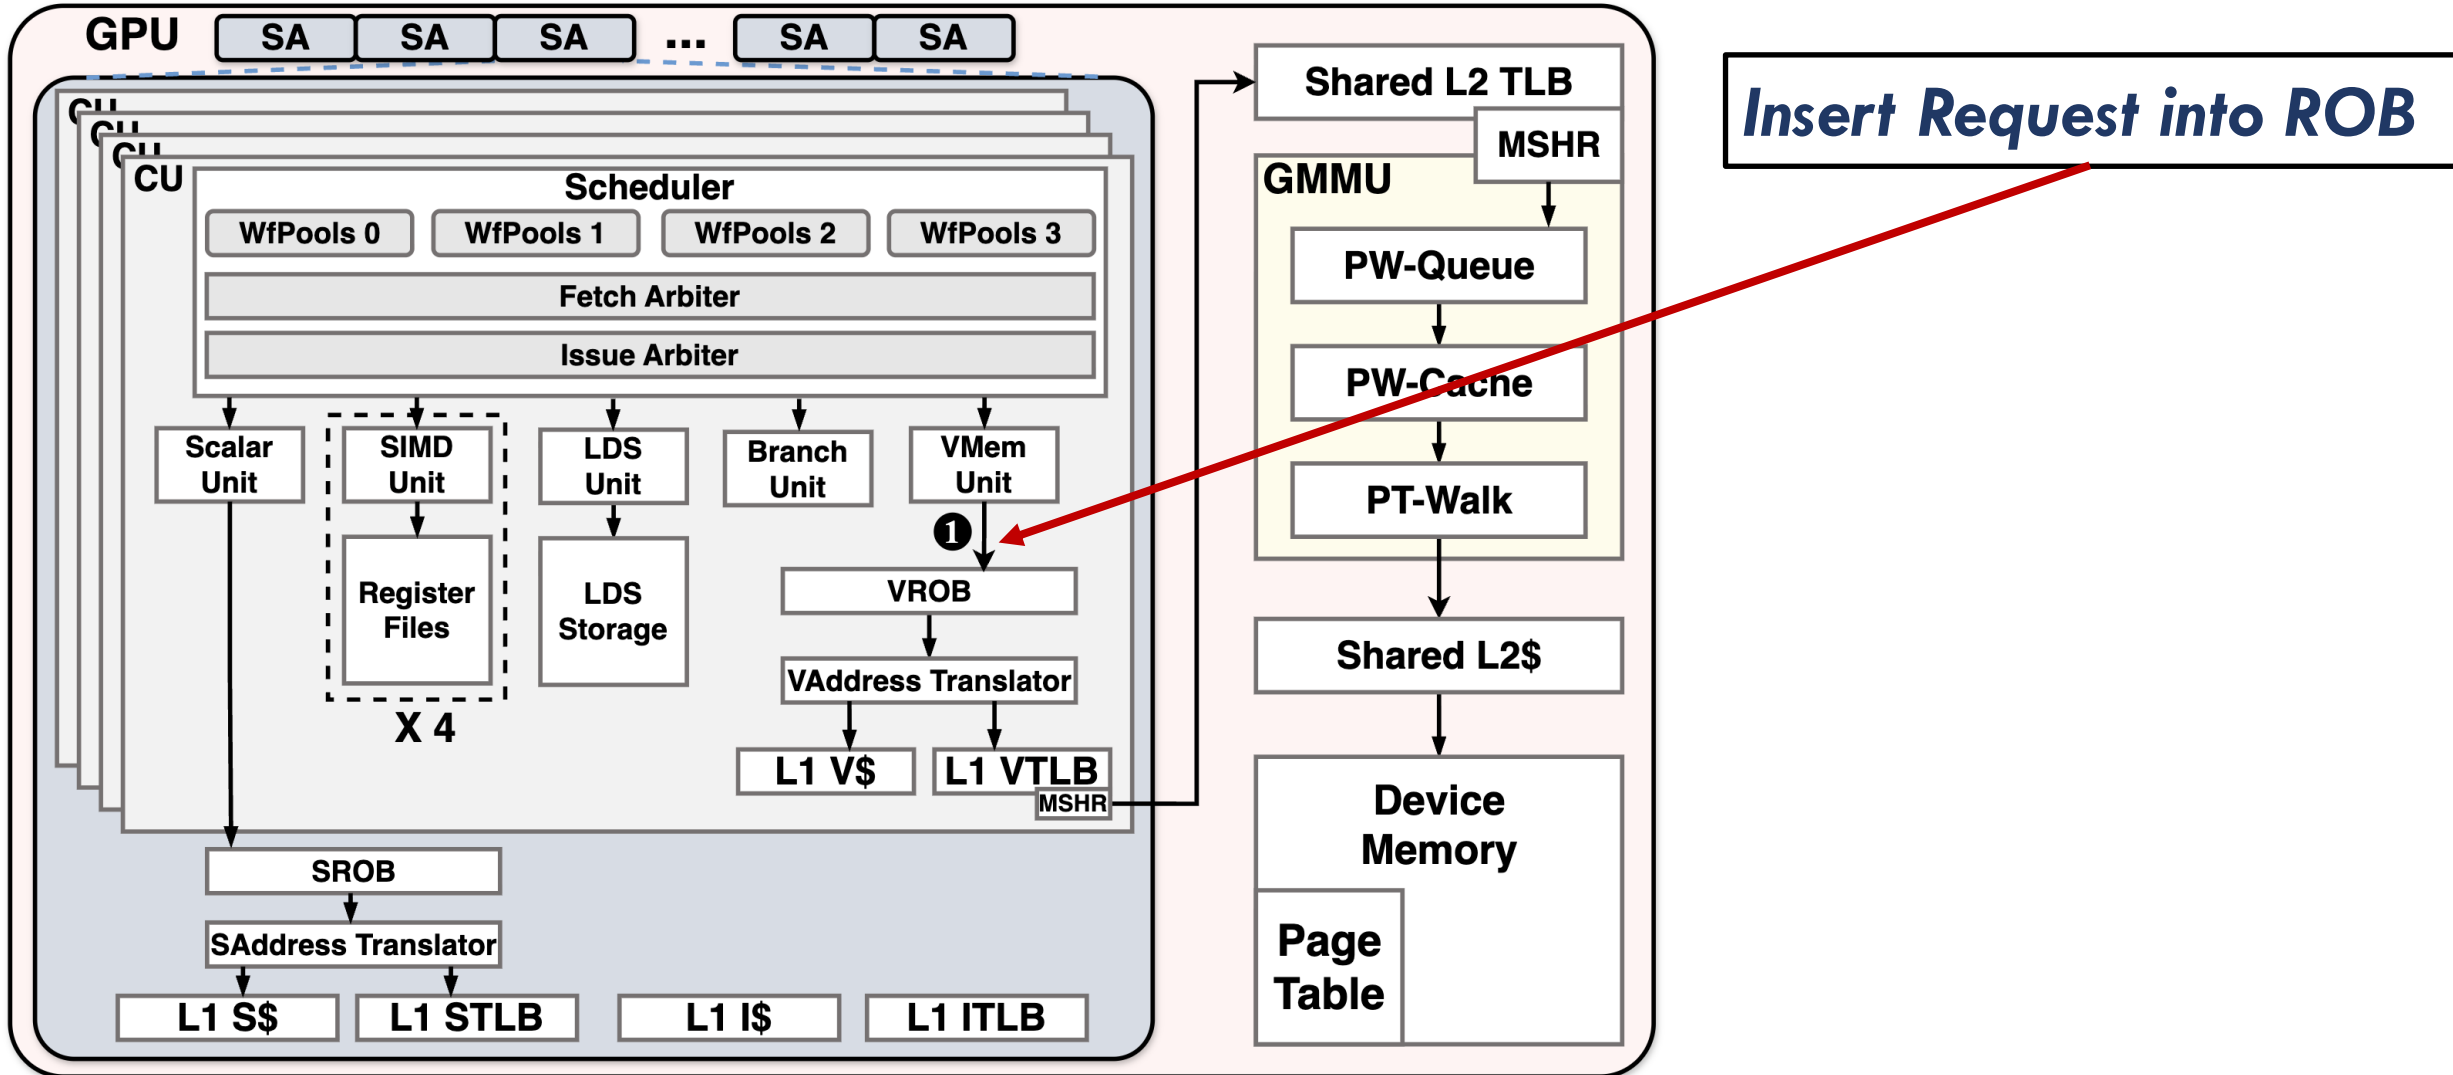 GPU
SA
SA
SA
...
SA
SA
CU
CU
CU
CU
Scheduler
WfPools 0
WfPools 1
WfPools 2
WfPools 3
Fetch Arbiter
Issue Arbiter
Scalar
Unit
SIMD
Unit
LDS
Unit
Branch
Unit
VMem
Unit
❶
Register
Files
X 4
LDS
Storage
VROB
VAddress Translator
L1 V$
L1 VTLB
MSHR
SROB
SAddress Translator
L1 S$
L1 STLB
L1 I$
L1 ITLB
Shared L2 TLB
MSHR
GMMU
PW-Queue
PW-Cache
PT-Walk
Shared L2$
Device
Memory
Page
Table
Insert Request into ROB